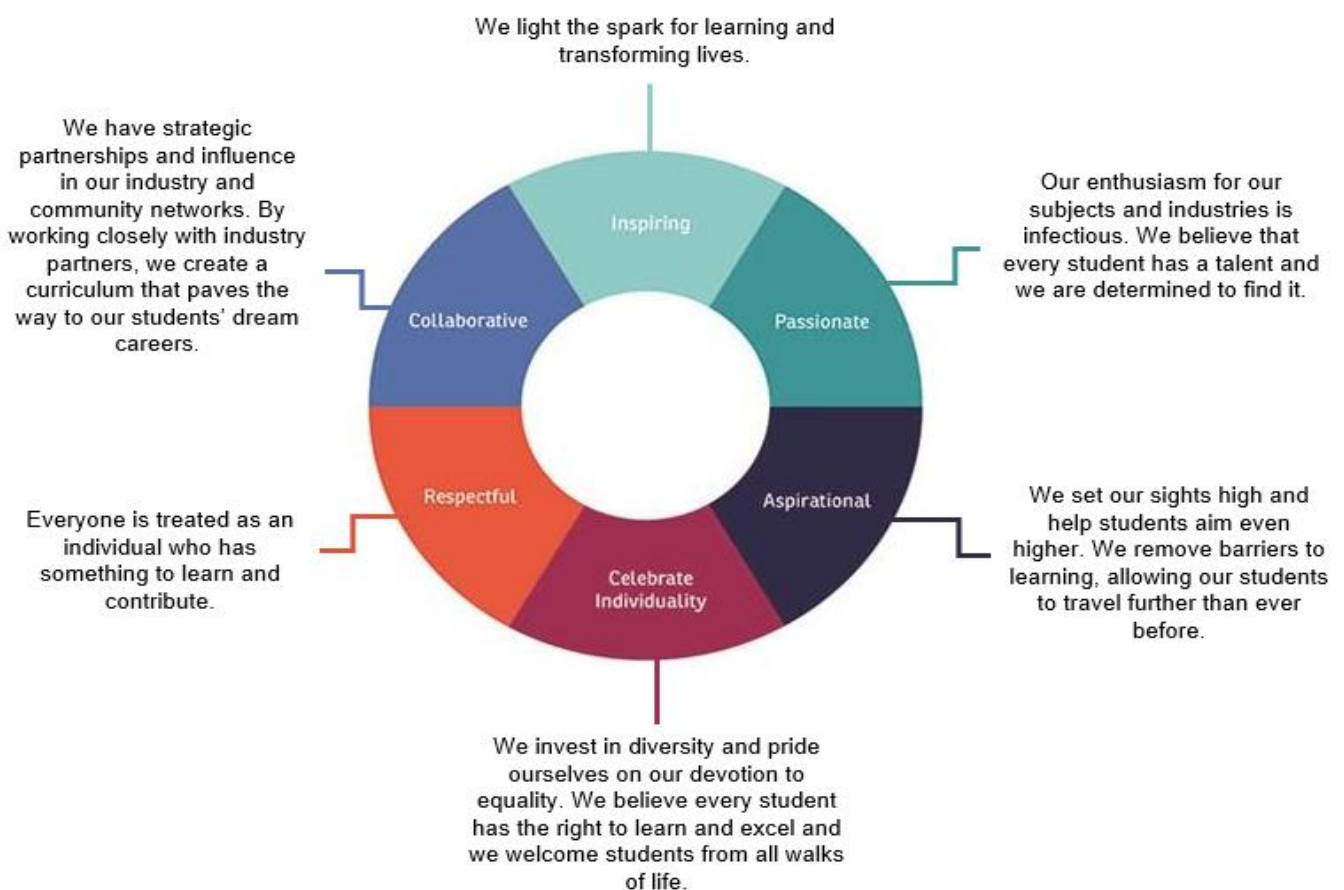 We light the spark for learning and
transforming lives.
Inspiring
Our enthusiasm for our
subjects and industries is
infectious. We believe that
every student has a talent and
we are determined to find it.
Passionate
We set our sights high and
help students aim even
higher. We remove barriers to
learning, allowing our students
to travel further than ever
before.
Aspirational
Celebrate
Individuality
We invest in diversity and pride
ourselves on our devotion to
equality. We believe every student
has the right to learn and excel and
we welcome students from all walks
of life.
Respectful
Everyone is treated as an
individual who has
something to learn and
contribute.
Collaborative
We have strategic
partnerships and influence
in our industry and
community networks. By
working closely with industry
partners, we create a
curriculum that paves the
way to our students’ dream
careers.